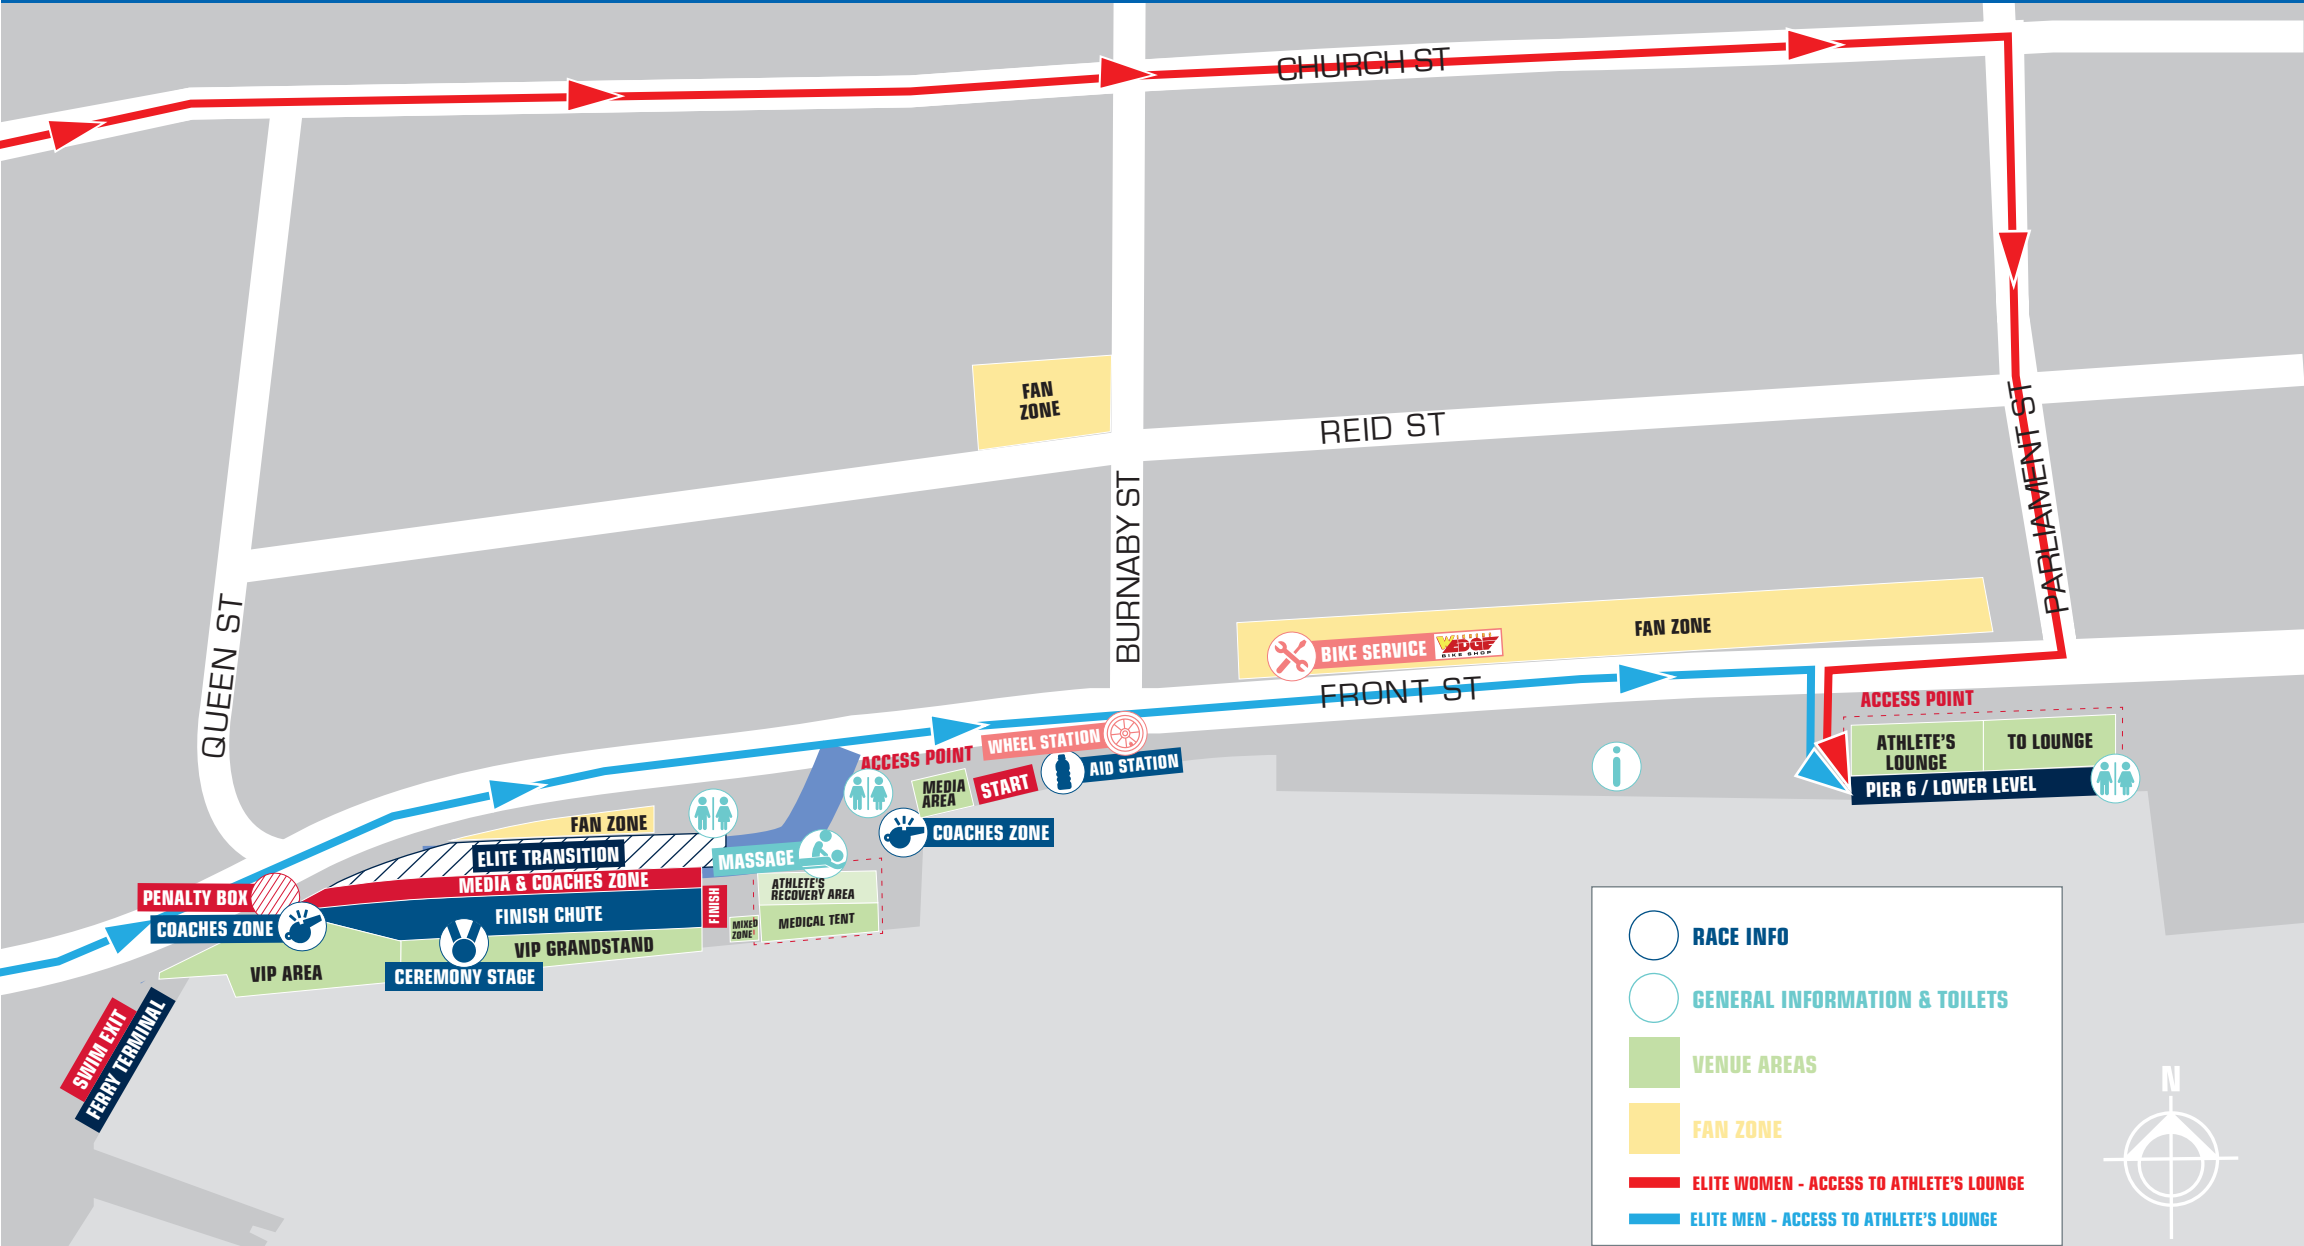 CHURCH ST
FAN
ZONE
REID ST
PARLIAMENT ST
BURNABY ST
QUEEN ST
FAN ZONE
BIKE SERVICE
EDGE
BIKE SHOP
FRONT ST
ACCESS POINT
ATHLETE'S
LOUNGE
TO LOUNGE
PIER 6 / LOWER LEVEL
WHEEL STATION
ACCESS POINT
AID STATION
START
MEDIA
AREA
COACHES ZONE
FAN ZONE
ELITE TRANSITION
MASSAGE
MEDIA & COACHES ZONE
FINISH
FINISH CHUTE
ATHLETE'S
RECOVERY AREA
MEDICAL TENT
MIXED
ZONE
PENALTY BOX
COACHES ZONE
VIP GRANDSTAND
VIP AREA
CEREMONY STAGE
SWIM EXIT
FERRY TERMINAL
RACE INFO
GENERAL INFORMATION & TOILETS
VENUE AREAS
FAN ZONE
ELITE WOMEN - ACCESS TO ATHLETE'S LOUNGE
ELITE MEN - ACCESS TO ATHLETE'S LOUNGE
N